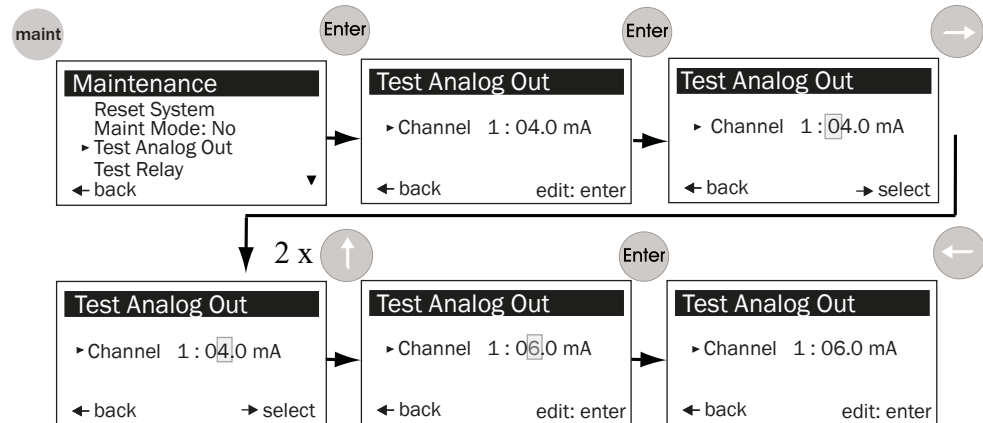 maint
Enter
Enter
→
Maintenance
Reset System
Maint Mode: No
▸ Test Analog Out
Test Relay
← back ▼
Test Analog Out
▸ Channel 1 : 04.0 mA
← back edit: enter
Test Analog Out
▸ Channel 1 : 04.0 mA
← back → select
2 x ↑
Enter
←
Test Analog Out
▸ Channel 1 : 04.0 mA
← back → select
Test Analog Out
▸ Channel 1 : 06.0 mA
← back edit: enter
Test Analog Out
▸ Channel 1 : 06.0 mA
← back edit: enter